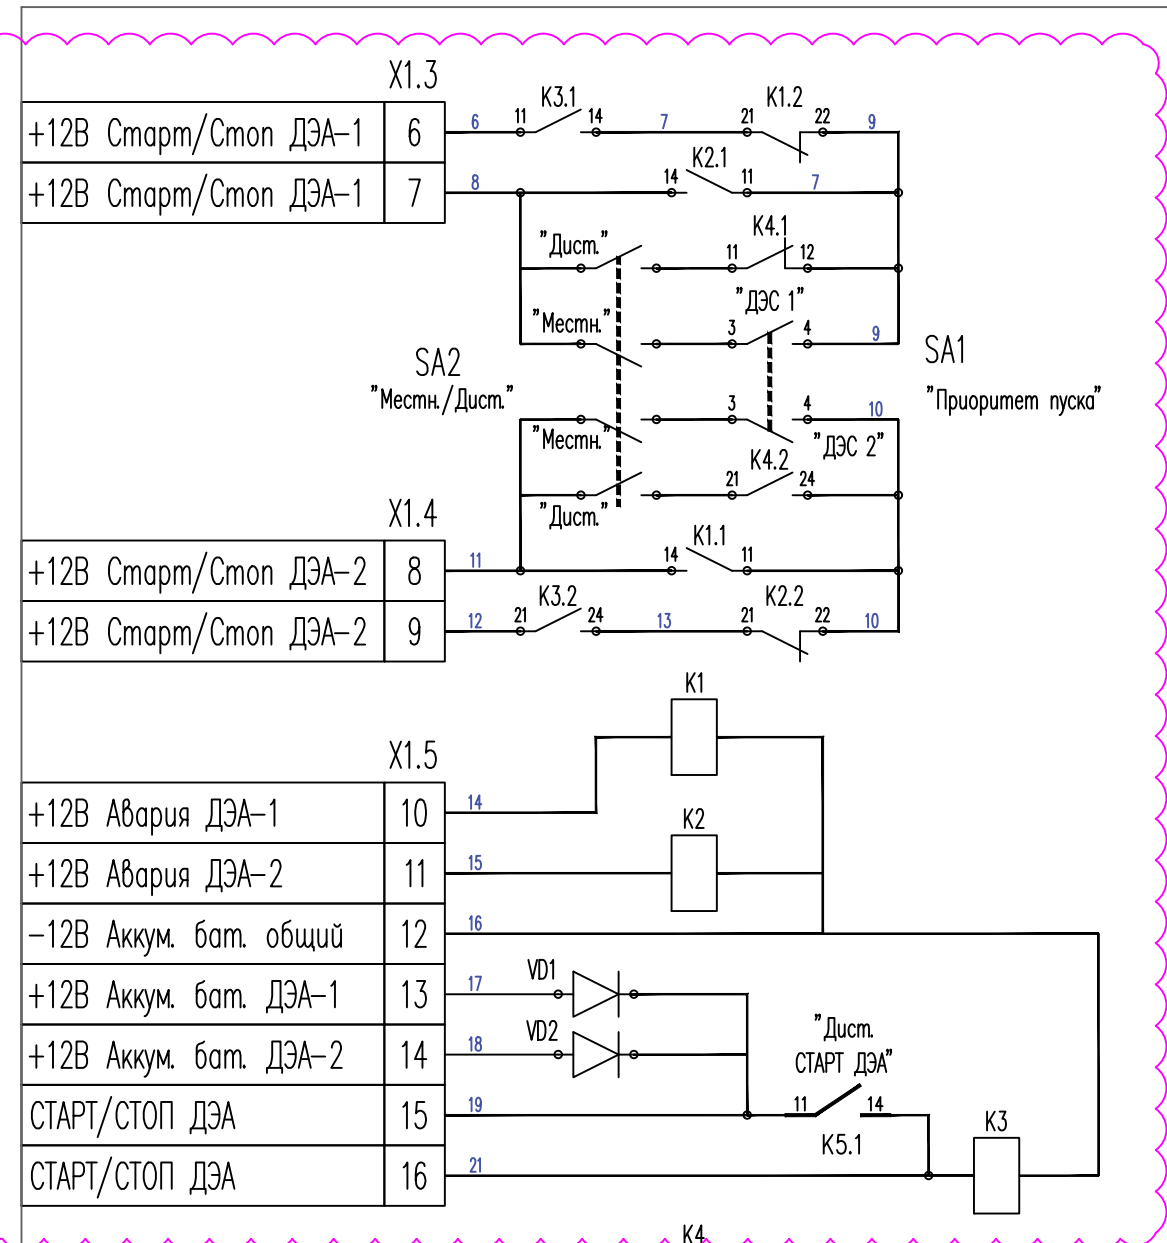 X1.3
+12В Старт/Стоп ДЭА-1 6
6 11 K3.1 14 7 21 K1.2 22 9
+12В Старт/Стоп ДЭА-1 7
8 14 K2.1 11 7
"Дист." 11 K4.1 12
"Местн." 3 "ДЭС 1" 4 9
SA2
"Местн./Дист."
SA1
"Приоритет пуска"
"Местн." 3 4 10
"ДЭС 2"
"Дист." 21 K4.2 24
X1.4
+12В Старт/Стоп ДЭА-2 8
11 14 K1.1 11
+12В Старт/Стоп ДЭА-2 9
12 21 K3.2 24 13 21 K2.2 22 10
K1
X1.5
+12В Авария ДЭА-1 10 14
K2
+12В Авария ДЭА-2 11 15
-12В Аккум. бат. общий 12 16
+12В Аккум. бат. ДЭА-1 13 17 VD1
+12В Аккум. бат. ДЭА-2 14 18 VD2
"Дист.
СТАРТ ДЭА"
СТАРТ/СТОП ДЭА 15 19 11 14
K5.1
K3
СТАРТ/СТОП ДЭА 16 21
K4